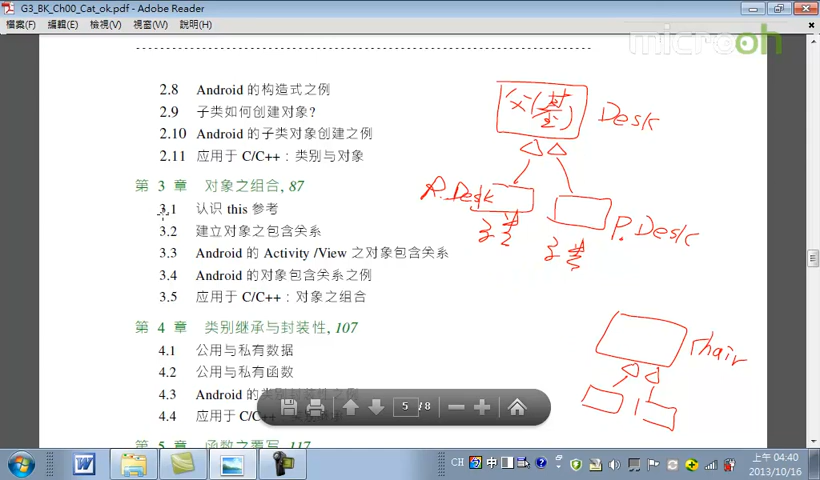 G3_BK_Ch00_Cat_ok.pdf - Adobe Reader
檔案(F) 編輯(E) 檢視(V) 視窗(W) 說明(H)
microoh
2.8 Android 的构造式之例
2.9 子类如何创建对象?
2.10 Android 的子类对象创建之例
2.11 应用于 C/C++：类别与对象
Desk
第 3 章 对象之组合, 87
R.Desk
3.1 认识 this 参考
3.2 建立对象之包含关系
P.Desk
3.3 Android 的 Activity /View 之对象包含关系
3.4 Android 的对象包含关系之例
3.5 应用于 C/C++：对象之组合
第 4 章 类别继承与封装性, 107
4.1 公用与私有数据
chair
4.2 公用与私有函数
4.3 Android 的类别封装性之例
4.4 应用于 C/C++
5 / 8
第 5 章 函数之覆写, 117
CH 中
上午 04:40
2013/10/16